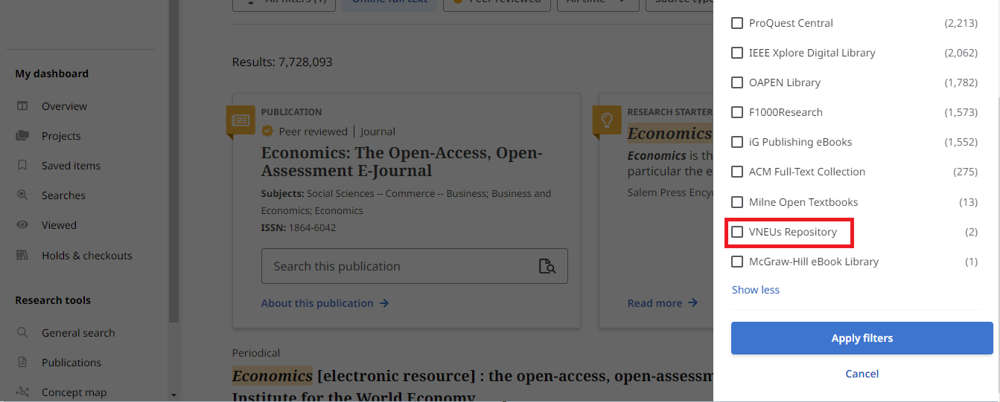 All filters (1)
Online full text
Peer reviewed
All time
Source type
Results: 7,728,093
My dashboard
Overview
Projects
Saved items
Searches
Viewed
Holds & checkouts
Research tools
General search
Publications
Concept map
PUBLICATION
Peer reviewed | Journal
Economics: The Open-Access, Open-
Assessment E-Journal
Subjects: Social Sciences -- Commerce -- Business; Business and
Economics; Economics
ISSN: 1864-6042
Search this publication
About this publication
RESEARCH STARTER
Economics
Economics is th
particular the e
Salem Press Ency
Read more
Periodical
Economics [electronic resource] : the open-access, open-assessm
Institute for the World Economy
ProQuest Central (2,213)
IEEE Xplore Digital Library (2,062)
OAPEN Library (1,782)
F1000Research (1,573)
iG Publishing eBooks (1,552)
ACM Full-Text Collection (275)
Milne Open Textbooks (13)
VNEUs Repository (2)
McGraw-Hill eBook Library (1)
Show less
Apply filters
Cancel